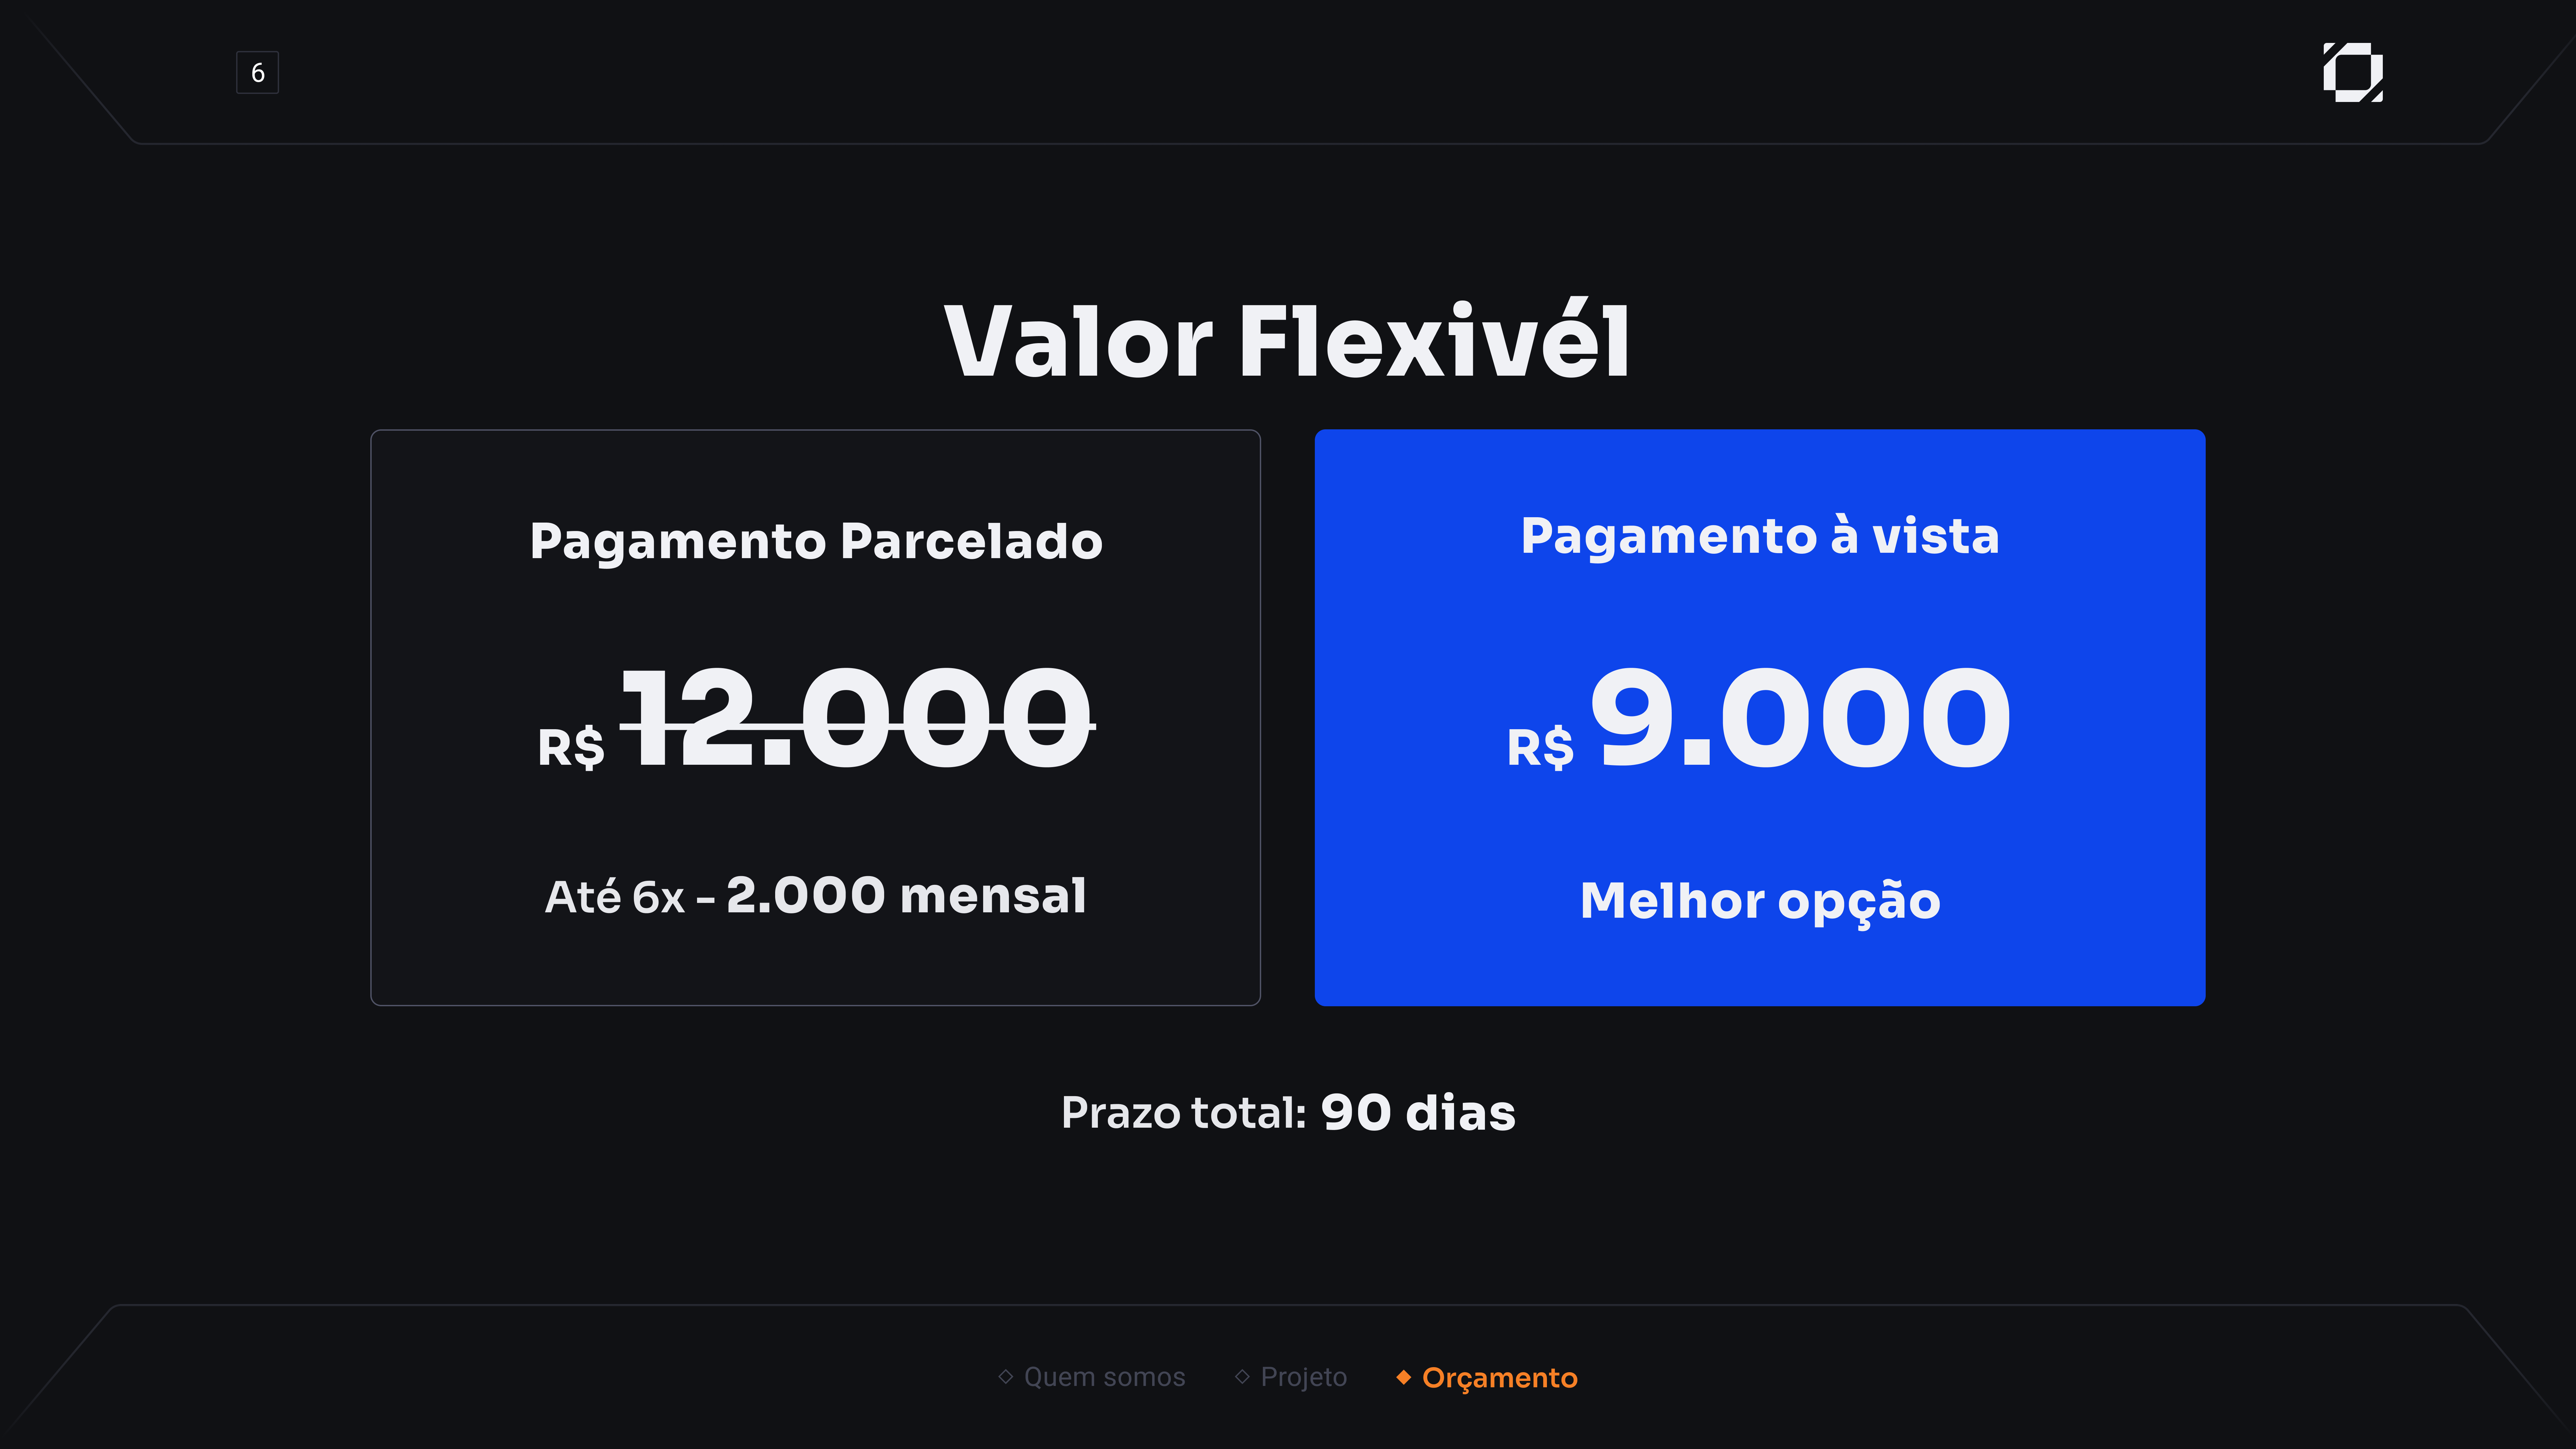 6
Valor Flexivél
Pagamento Parcelado
R$ 12.000
Até 6x - 2.000 mensal
Pagamento à vista
R$ 9.000
Melhor opção
Prazo total: 90 dias
Quem somos
Projeto
Orçamento